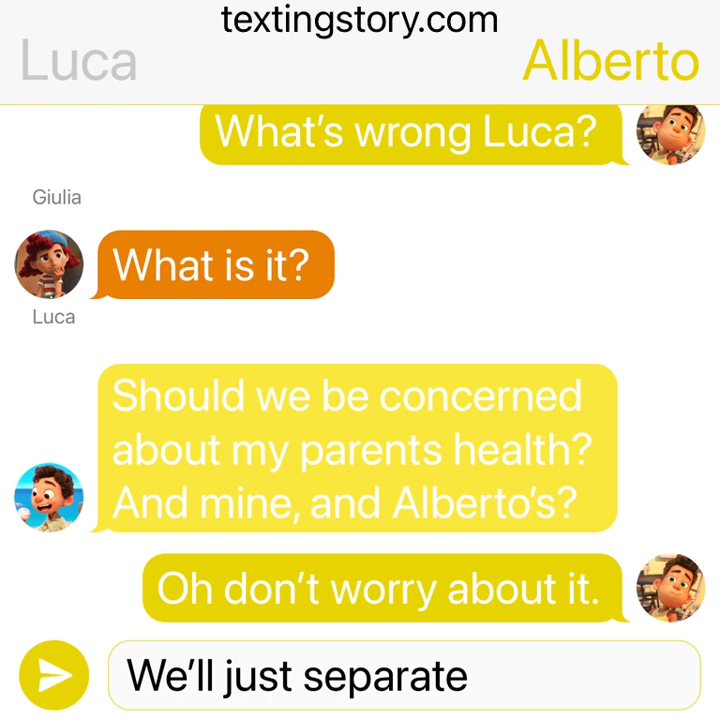 textingstory.com
Luca
Alberto
What’s wrong Luca?
Giulia
What is it?
Luca
Should we be concerned
about my parents health?
And mine, and Alberto’s?
Oh don’t worry about it.
We’ll just separate